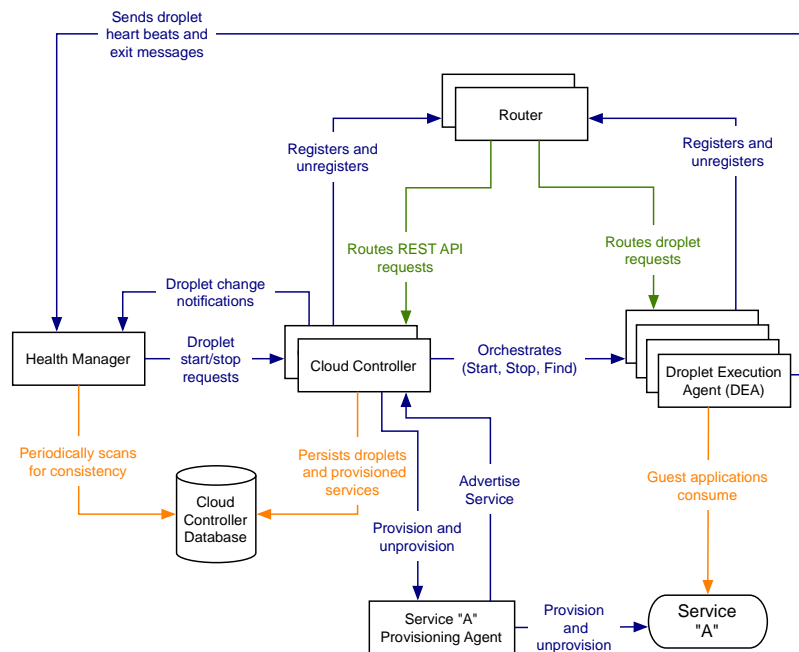 Sends droplet
heart beats and
exit messages
Router
Registers and
unregisters
Registers and
unregisters
Routes REST API
requests
Routes droplet
requests
Droplet change
notifications
Health Manager
Droplet
start/stop
requests
Cloud Controller
Orchestrates
(Start, Stop, Find)
Droplet Execution
Agent (DEA)
Periodically scans
for consistency
Persists droplets
and provisioned
services
Advertise
Service
Guest applications
consume
Cloud
Controller
Database
Provision and
unprovision
Service "A"
Provisioning Agent
Provision
and
unprovision
Service
"A"